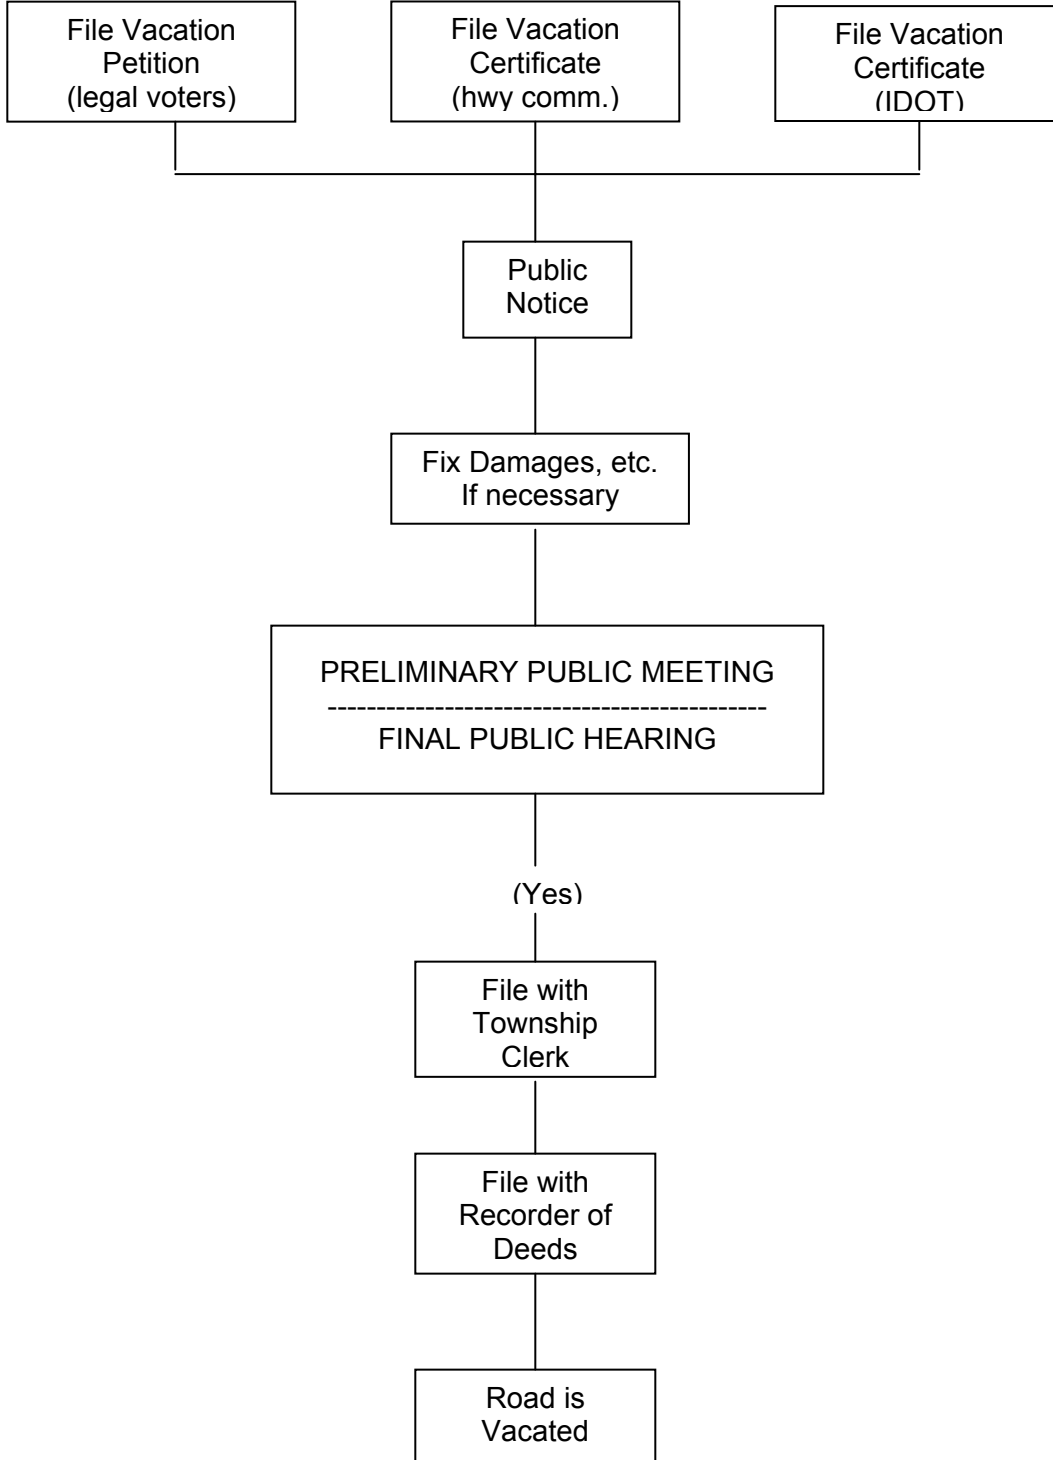 File Vacation
Petition
(legal voters)
File Vacation
Certificate
(hwy comm.)
File Vacation
Certificate
(IDOT)
Public
Notice
Fix Damages, etc.
If necessary
PRELIMINARY PUBLIC MEETING
--------------------------------------------
FINAL PUBLIC HEARING
(Yes)
File with
Township
Clerk
File with
Recorder of
Deeds
Road is
Vacated